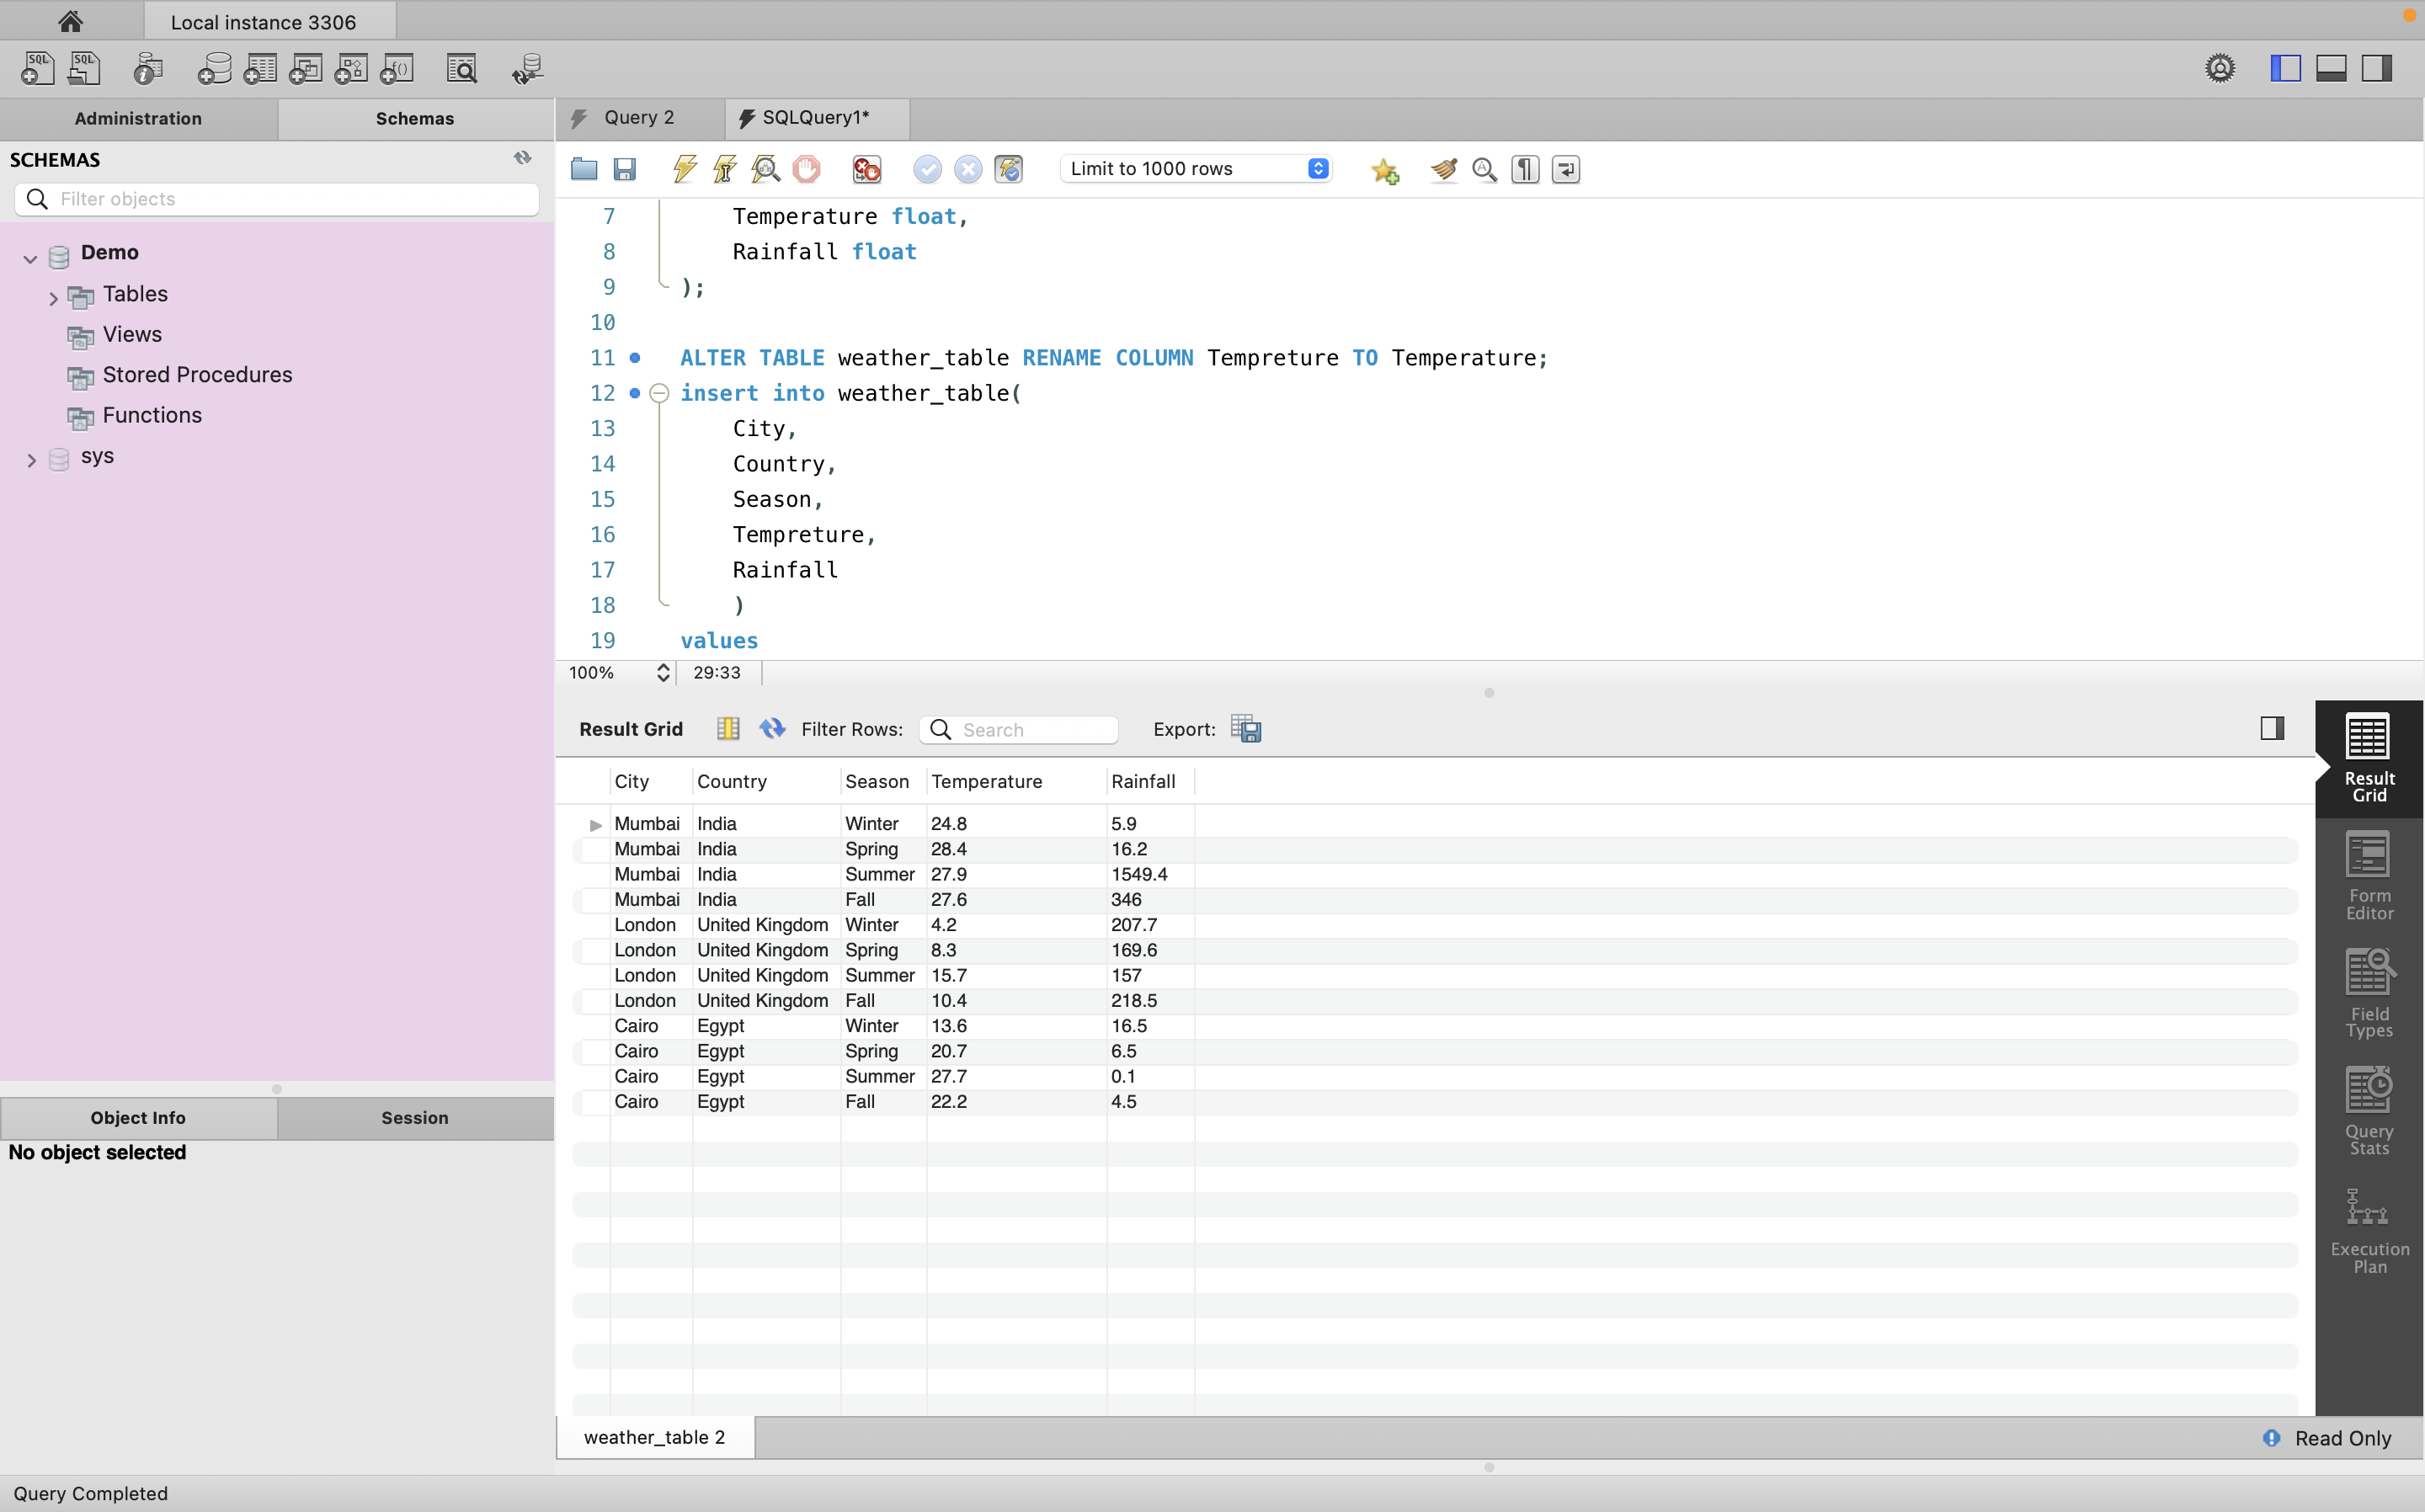 Local instance 3306
SQL
SQL
Administration
Schemas
Query 2
SQLQuery1*
SCHEMAS
Filter objects
Limit to 1000 rows
Demo
Tables
Views
Stored Procedures
Functions
sys
7 Temperature float,
8 Rainfall float
9 );
10
11 ALTER TABLE weather_table RENAME COLUMN Tempreture TO Temperature;
12 insert into weather_table(
13 City,
14 Country,
15 Season,
16 Tempreture,
17 Rainfall
18 )
19 values
100% 29:33
Result Grid Filter Rows: Search Export:
City Country Season Temperature Rainfall
Mumbai India Winter 24.8 5.9
Mumbai India Spring 28.4 16.2
Mumbai India Summer 27.9 1549.4
Mumbai India Fall 27.6 346
London United Kingdom Winter 4.2 207.7
London United Kingdom Spring 8.3 169.6
London United Kingdom Summer 15.7 157
London United Kingdom Fall 10.4 218.5
Cairo Egypt Winter 13.6 16.5
Cairo Egypt Spring 20.7 6.5
Cairo Egypt Summer 27.7 0.1
Cairo Egypt Fall 22.2 4.5
Result
Grid
Form
Editor
Field
Types
Query
Stats
Execution
Plan
Object Info
Session
No object selected
weather_table 2
Read Only
Query Completed